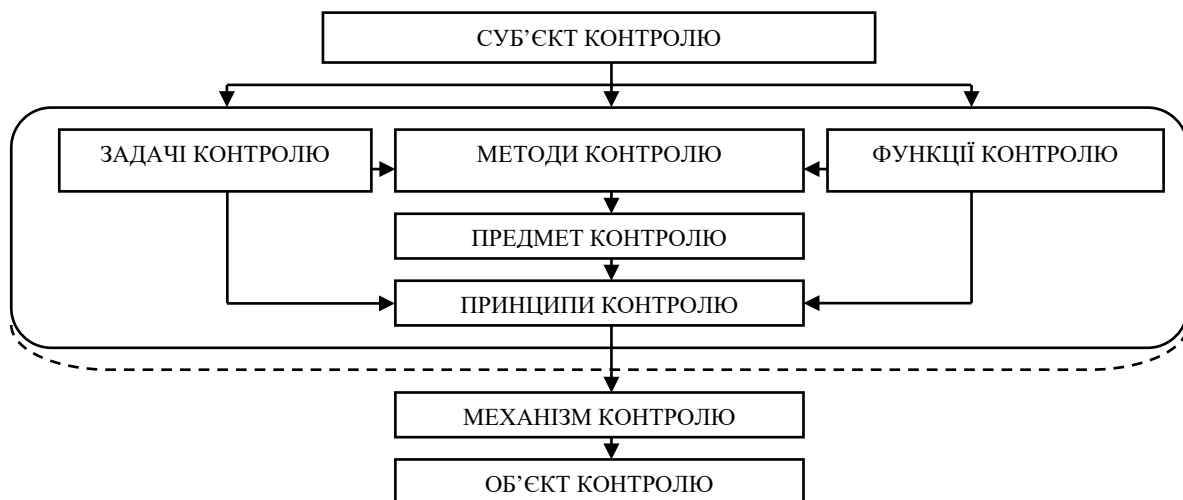 СУБ’ЄКТ КОНТРОЛЮ
ЗАДАЧІ КОНТРОЛЮ
МЕТОДИ КОНТРОЛЮ
ФУНКЦІЇ КОНТРОЛЮ
ПРЕДМЕТ КОНТРОЛЮ
ПРИНЦИПИ КОНТРОЛЮ
МЕХАНІЗМ КОНТРОЛЮ
ОБ’ЄКТ КОНТРОЛЮ